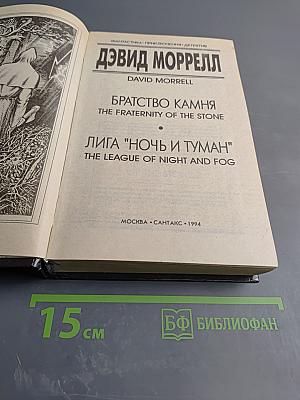 ФАНТАСТИКА • ПРИКЛЮЧЕНИЯ • ДЕТЕКТИВ
ДЭВИД МОРРЕЛЛ
DAVID MORRELL
БРАТСТВО КАМНЯ
THE FRATERNITY OF THE STONE
•
ЛИГА "НОЧЬ И ТУМАН"
THE LEAGUE OF NIGHT AND FOG
МОСКВА • САНТАКС • 1994
15 см
БФ БИБЛИОФАН